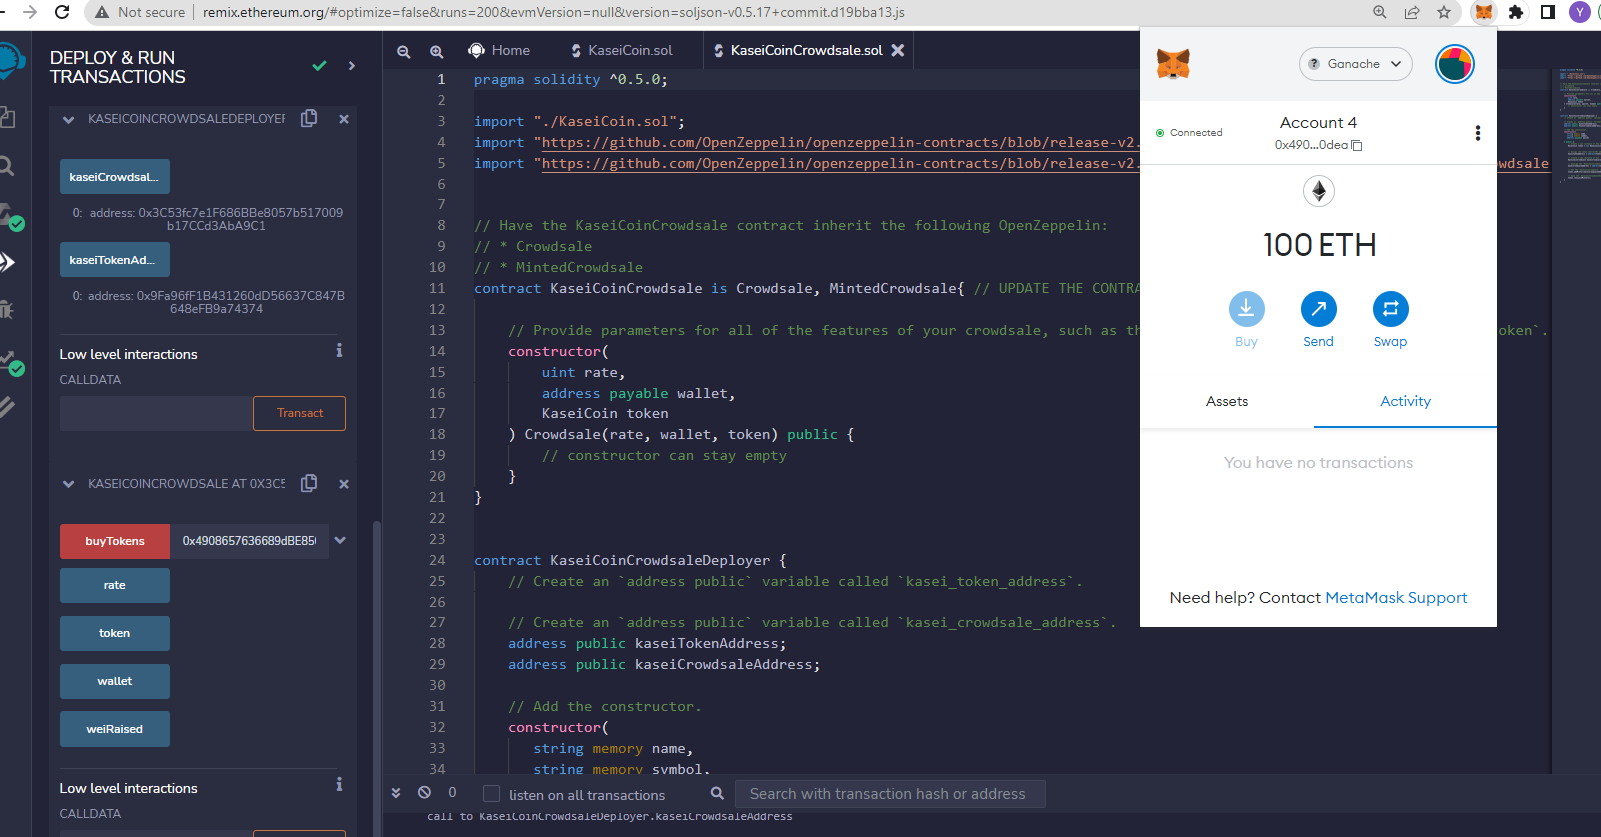 Not secure
remix.ethereum.org/#optimize=false&runs=200&evmVersion=null&version=soljson-v0.5.17+commit.d19bba13.js
Y
DEPLOY & RUN
TRANSACTIONS
KASEICOINCROWDSALEDEPLOYER
kaseiCrowdsal...
0: address: 0x3C53fc7e1F686BBe8057b517009
b17CCd3AbA9C1
kaseiTokenAd...
0: address: 0x9Fa96fF1B431260dD56637C847B
648eFB9a74374
Low level interactions
CALLDATA
Transact
KASEICOINCROWDSALE AT 0X3C5
buyTokens
0x4908657636689dBE850
rate
token
wallet
weiRaised
Low level interactions
CALLDATA
Home
KaseiCoin.sol
KaseiCoinCrowdsale.sol
1 pragma solidity ^0.5.0;
2
3 import "./KaseiCoin.sol";
4 import "https://github.com/OpenZeppelin/openzeppelin-contracts/blob/release-v2.
5 import "https://github.com/OpenZeppelin/openzeppelin-contracts/blob/release-v2. wdsale
6
7
8 // Have the KaseiCoinCrowdsale contract inherit the following OpenZeppelin:
9 // * Crowdsale
10 // * MintedCrowdsale
11 contract KaseiCoinCrowdsale is Crowdsale, MintedCrowdsale{ // UPDATE THE CONTRA
12
13 // Provide parameters for all of the features of your crowdsale, such as th oken`.
14 constructor(
15 uint rate,
16 address payable wallet,
17 KaseiCoin token
18 ) Crowdsale(rate, wallet, token) public {
19 // constructor can stay empty
20 }
21 }
22
23
24 contract KaseiCoinCrowdsaleDeployer {
25 // Create an `address public` variable called `kasei_token_address`.
26
27 // Create an `address public` variable called `kasei_crowdsale_address`.
28 address public kaseiTokenAddress;
29 address public kaseiCrowdsaleAddress;
30
31 // Add the constructor.
32 constructor(
33 string memory name,
34 string memory symbol,
0
listen on all transactions
Search with transaction hash or address
call to KaseiCoinCrowdsaleDeployer.kaseiCrowdsaleAddress
? Ganache
Connected
Account 4
0x490...0dea
100 ETH
Buy
Send
Swap
Assets
Activity
You have no transactions
Need help? Contact MetaMask Support